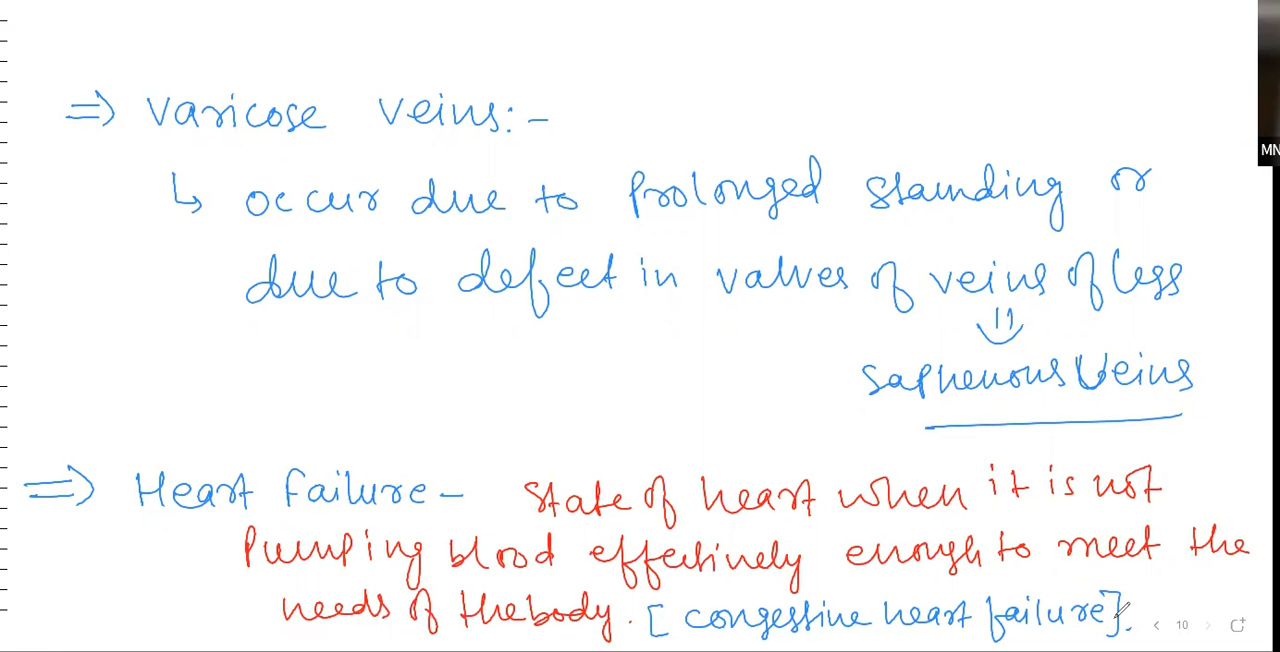 => Varicose Veins:-
↳ occur due to Prolonged standing or
due to defect in valves of veins of legs
Saphenous Veins
=> Heart Failure - State of heart when it is not
Pumping blood effectively enough to meet the
needs of the body. [congestive heart failure].
MN
< 10 >